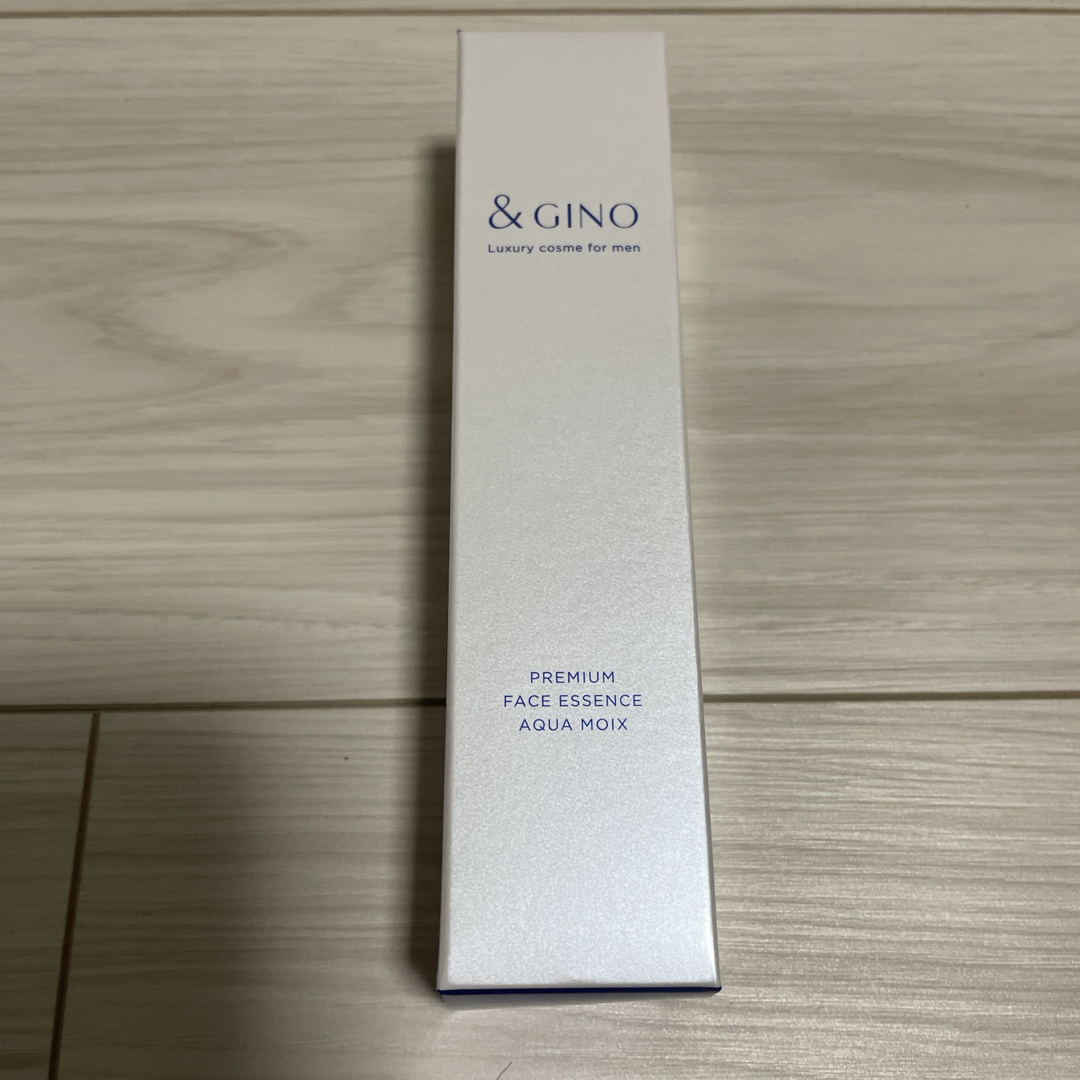 & GINO
Luxury cosme for men
PREMIUM
FACE ESSENCE
AQUA MOIX